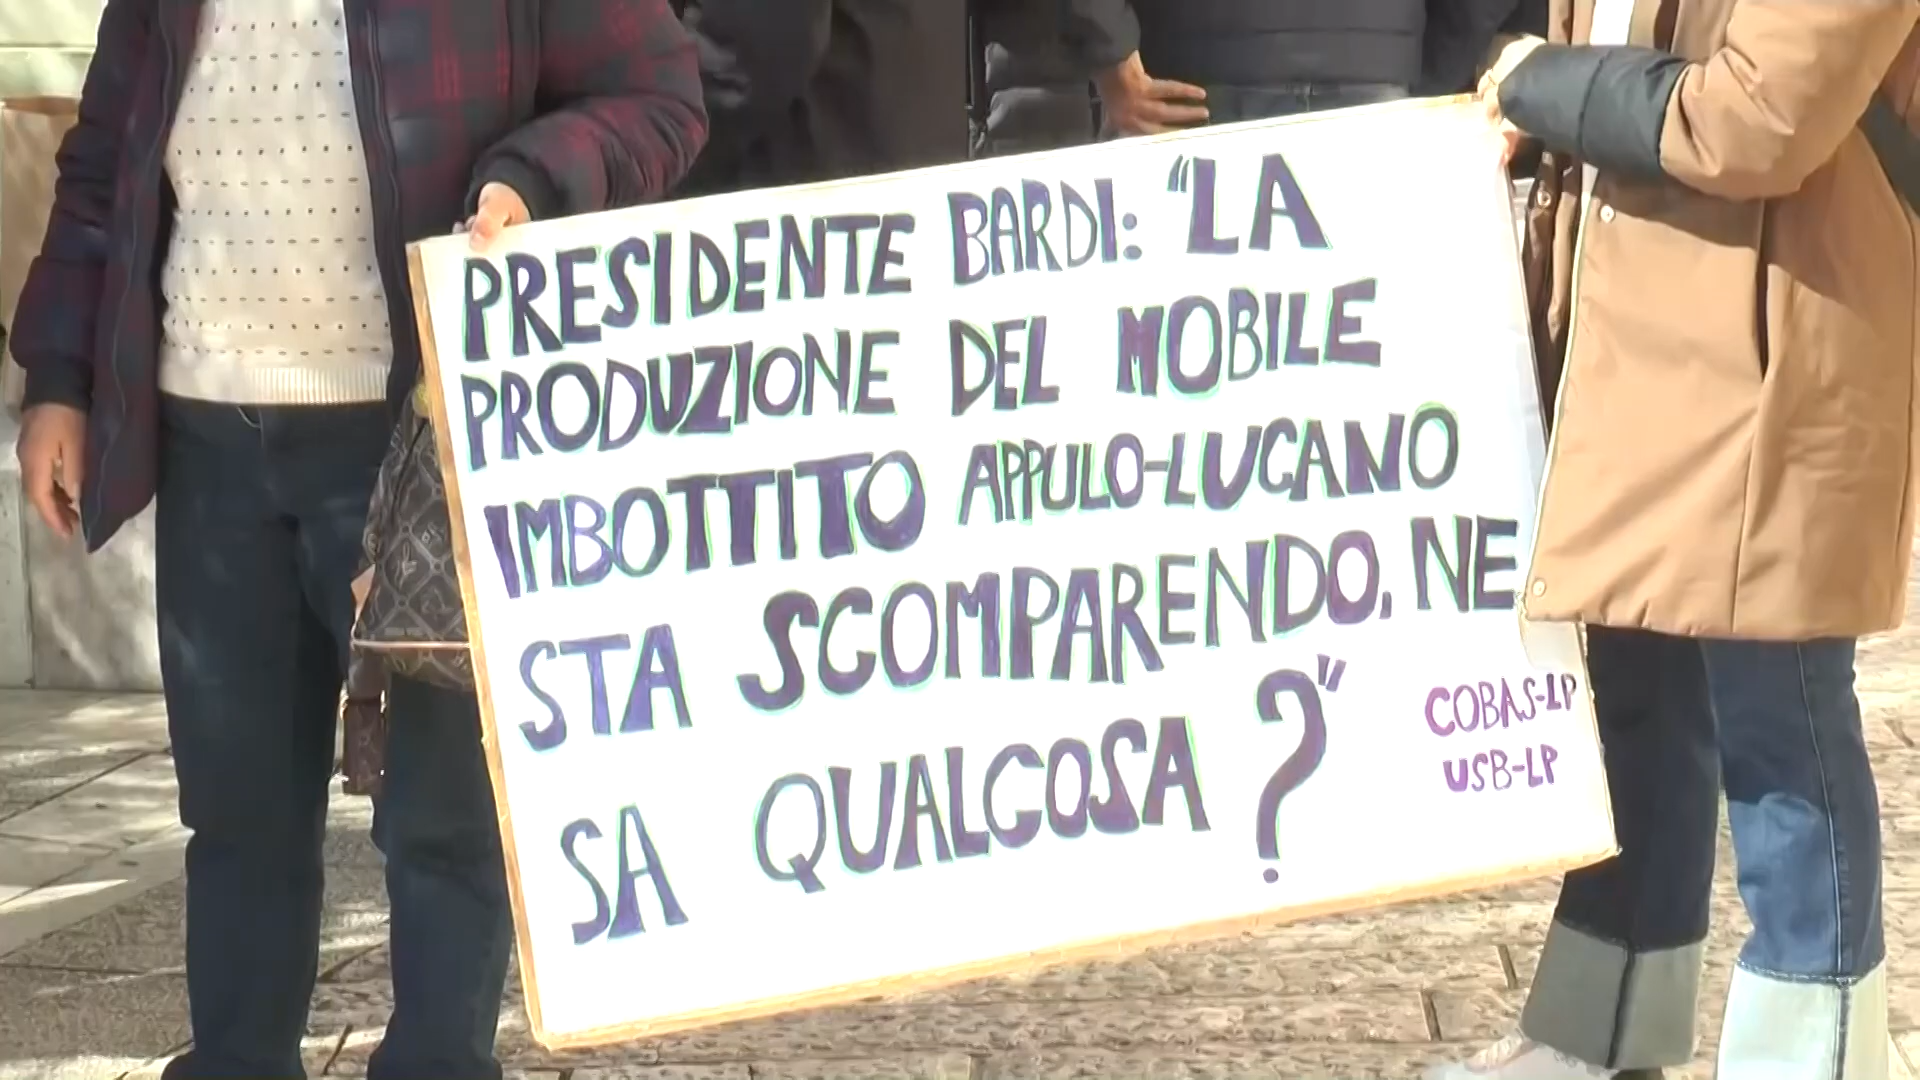 PRESIDENTE BARDI: "LA
PRODUZIONE DEL MOBILE
IMBOTTITO APPULO-LUCANO
STA SCOMPARENDO, NE
SA QUALCOSA ?"
COBAS-LP
USB-LP